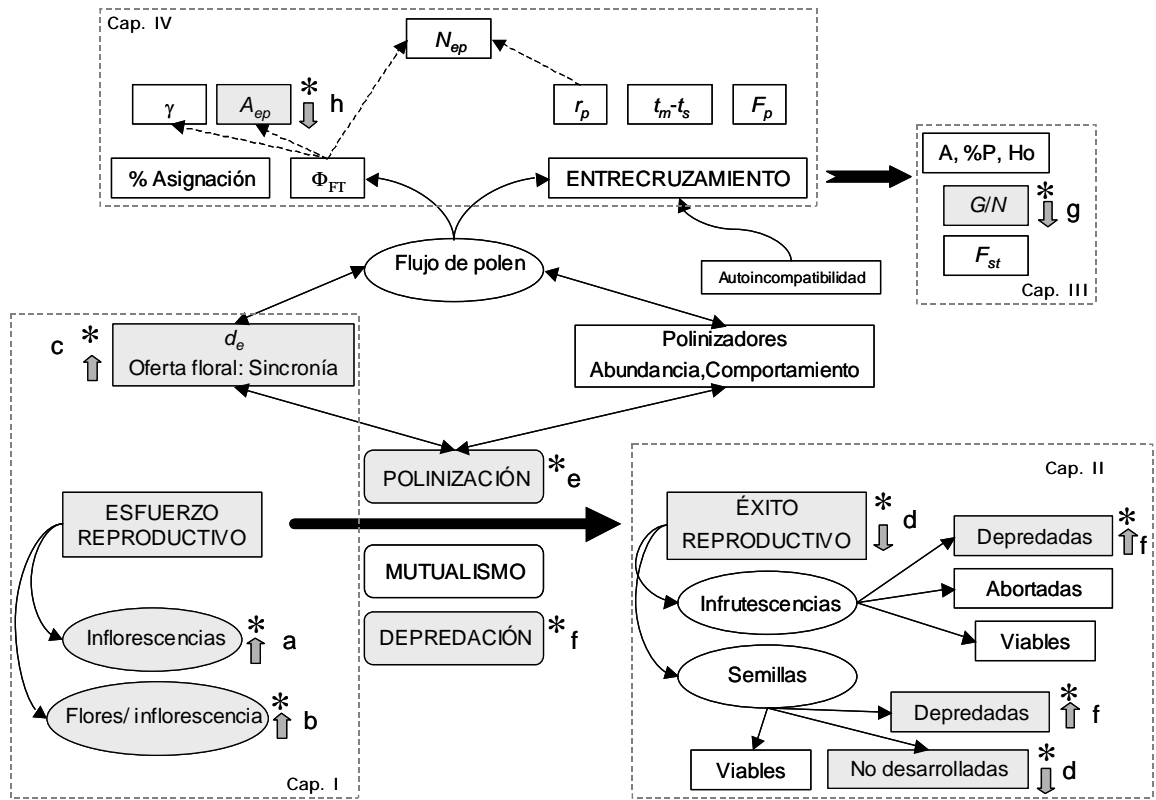 Cap. IV
N_ep
γ
A_ep
* h
r_p
t_m-t_s
F_p
% Asignación
Φ_FT
ENTRECRUZAMIENTO
A, %P, Ho
G/N
* g
F_st
Cap. III
Flujo de polen
Autoincompatibilidad
c *
d_e
Oferta floral: Sincronía
Polinizadores
Abundancia,Comportamiento
POLINIZACIÓN
*e
ESFUERZO
REPRODUCTIVO
MUTUALISMO
DEPREDACIÓN
* f
Inflorescencias
* a
Flores/ inflorescencia
* b
Cap. I
Cap. II
ÉXITO
REPRODUCTIVO
* d
Depredadas
* f
Infrutescencias
Abortadas
Viables
Semillas
Depredadas
* f
Viables
No desarrolladas
* d